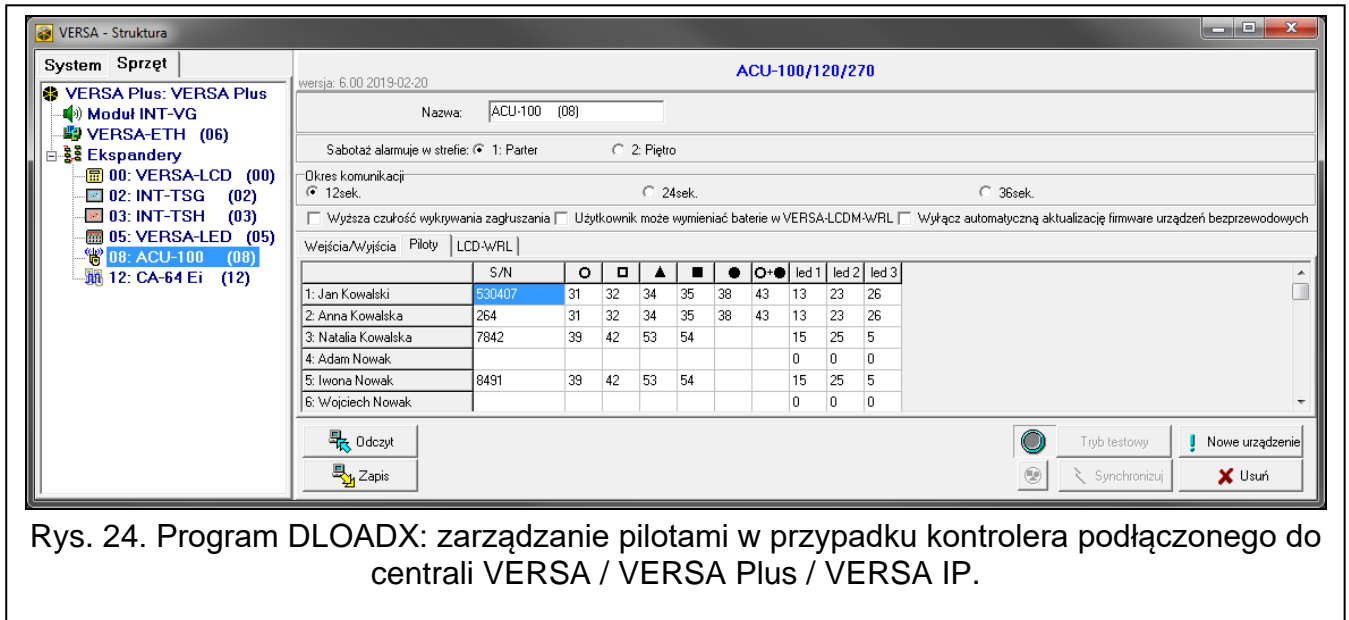 VERSA - Struktura
System Sprzęt
VERSA Plus: VERSA Plus
Moduł INT-VG
VERSA-ETH (06)
Ekspandery
00: VERSA-LCD (00)
02: INT-TSG (02)
03: INT-TSH (03)
05: VERSA-LED (05)
08: ACU-100 (08)
12: CA-64 Ei (12)
wersja: 6.00 2019-02-20
ACU-100/120/270
Nazwa: ACU-100 (08)
Sabotaż alarmuje w strefie: 1: Parter 2: Piętro
Okres komunikacji
12sek. 24sek. 36sek.
Wyższa czułość wykrywania zagłuszania Użytkownik może wymieniać baterie w VERSA-LCDM-WRL Wyłącz automatyczną aktualizację firmware urządzeń bezprzewodowych
Wejścia/Wyjścia Piloty LCD-WRL
S/N led 1 led 2 led 3
1: Jan Kowalski 530407 31 32 34 35 38 43 13 23 26
2: Anna Kowalska 264 31 32 34 35 38 43 13 23 26
3: Natalia Kowalska 7842 39 42 53 54 15 25 5
4: Adam Nowak 0 0 0
5: Iwona Nowak 8491 39 42 53 54 15 25 5
6: Wojciech Nowak 0 0 0
Odczyt Tryb testowy Nowe urządzenie
Zapis Synchronizuj Usuń
Rys. 24. Program DLOADX: zarządzanie pilotami w przypadku kontrolera podłączonego do
centrali VERSA / VERSA Plus / VERSA IP.